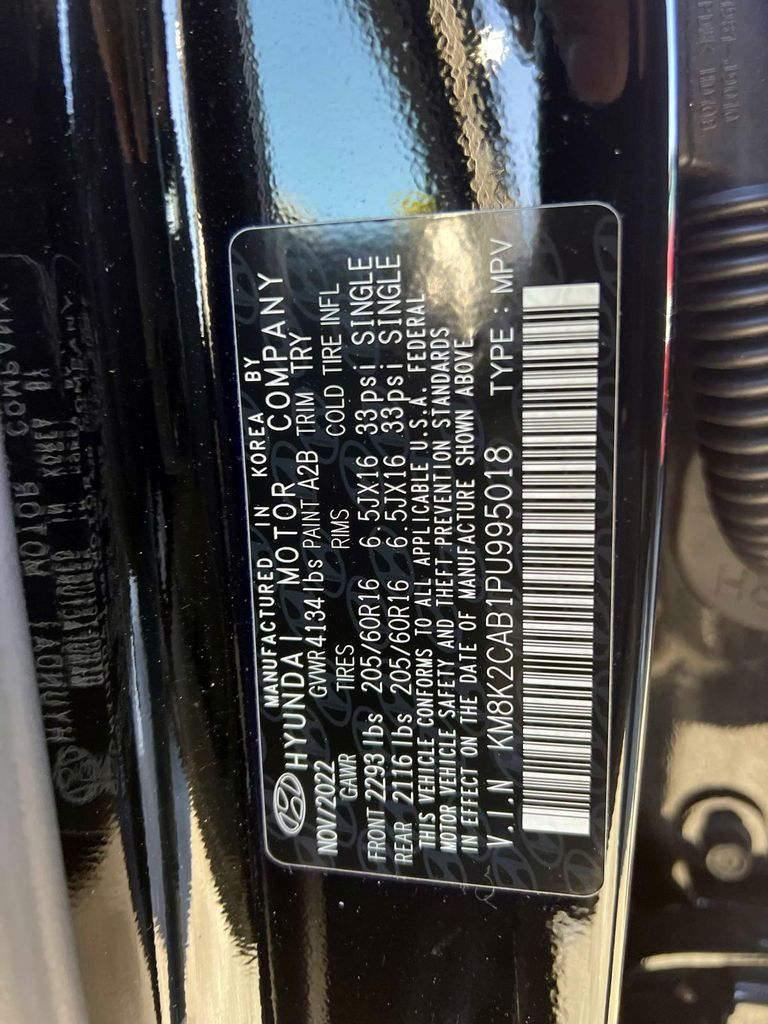 MANUFACTURED IN KOREA BY
HYUNDAI MOTOR COMPANY
NOV/2022 GVWR 4134lbs PAINT A2B TRIM TRY
GAWR TIRES RIMS COLD TIRE INFL
FRONT 2293 lbs 205/60R16 6.5JX16 33psi SINGLE
REAR 2116 lbs 205/60R16 6.5JX16 33psi SINGLE
THIS VEHICLE CONFORMS TO ALL APPLICABLE U.S.A. FEDERAL
MOTOR VEHICLE SAFETY AND THEFT PREVENTION STANDARDS
IN EFFECT ON THE DATE OF MANUFACTURE SHOWN ABOVE.
V.I.N KM8K2CAB1PU995018 TYPE : MPV